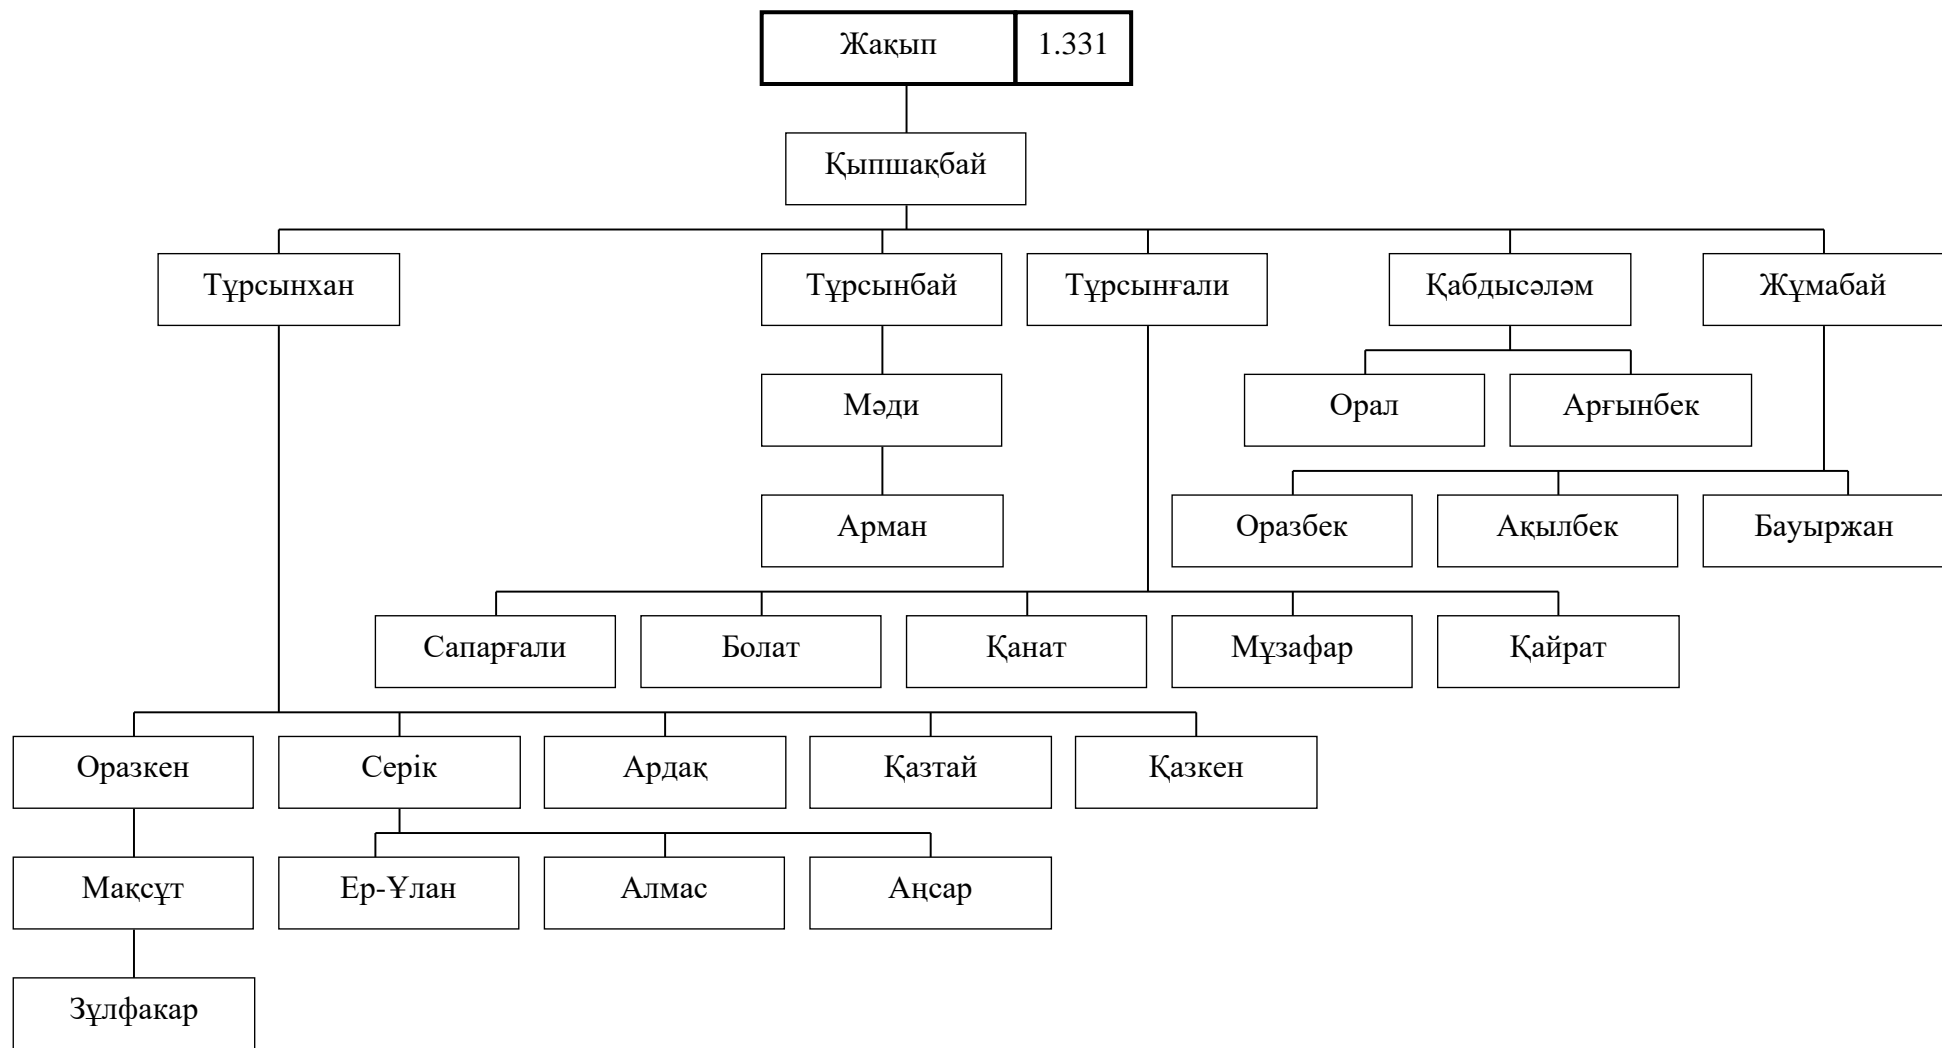 Жақып 1.331
Қыпшақбай
Тұрсынхан Тұрсынбай Тұрсынғали Қабдысәләм Жұмабай
Мәди Орал Арғынбек
Арман Оразбек Ақылбек Бауыржан
Сапарғали Болат Қанат Мұзафар Қайрат
Оразкен Серік Ардақ Қазтай Қазкен
Мақсұт Ер-Ұлан Алмас Аңсар
Зұлфакар